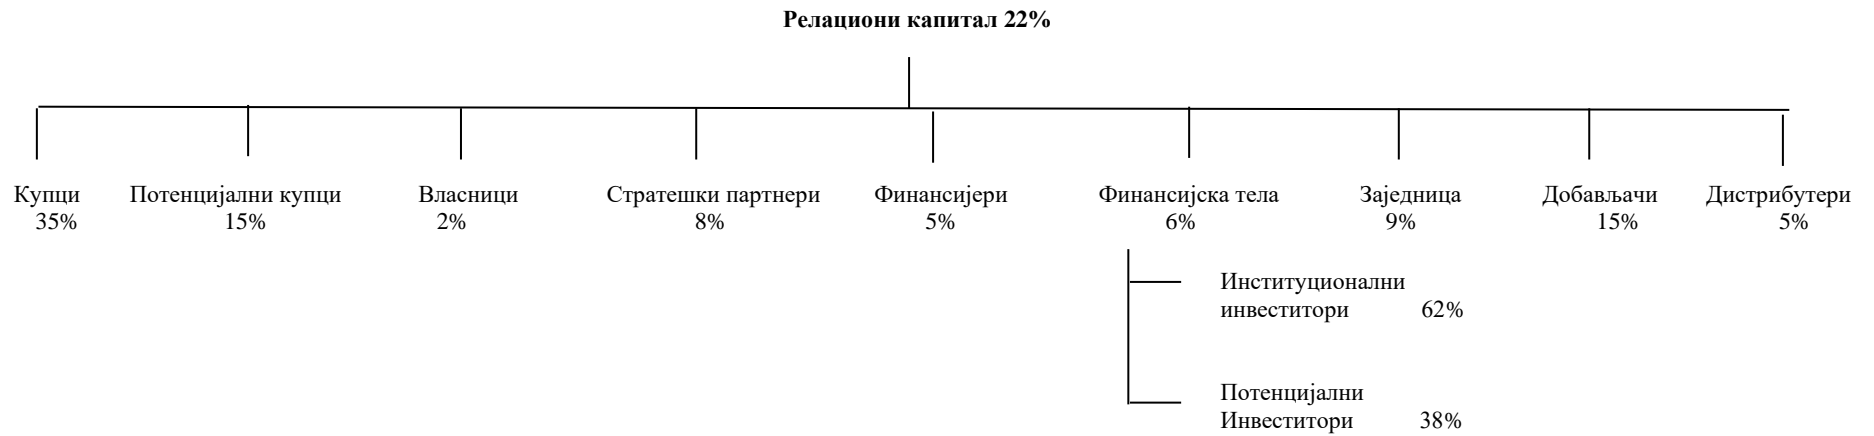 Релациони капитал 22%
Купци Потенцијални купци Власници Стратешки партнери Финансијери Финансијска тела Заједница Добављачи Дистрибутери
35% 15% 2% 8% 5% 6% 9% 15% 5%
Институционални
инвеститори 62%
Потенцијални
Инвеститори 38%